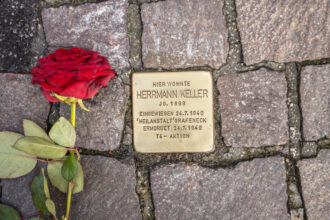 HIER WOHNTE
HERRMANN KELLER
JG. 1899
EINGEWIESEN 24.7.1940
'HEILANSTALT' GRAFENECK
ERMORDET 24.7.1940
T4-AKTION